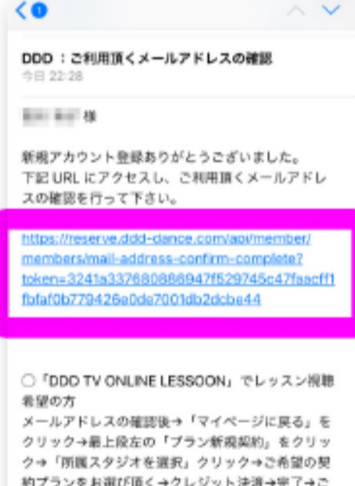 1
DDD ：ご利用頂くメールアドレスの確認
今日 22:28
様
新規アカウント登録ありがとうございました。
下記 URL にアクセスし、ご利用頂くメールアドレ
スの確認を行って下さい。
https://reserve.ddd-dance.com/api/member/
members/mail-address-confirm-complete?
token=3241a337680886947f529745c47faacff1
fbfaf0b779426e0de7001db2dcbe44
○「DDD TV ONLINE LESSOON」でレッスン視聴
希望の方
メールアドレスの確認後→「マイページに戻る」を
クリック→最上段左の「プラン新規契約」をクリッ
ク→「所属スタジオを選択」クリック→ご希望の契
約プランをお選び頂く→クレジット決済→完了→ご